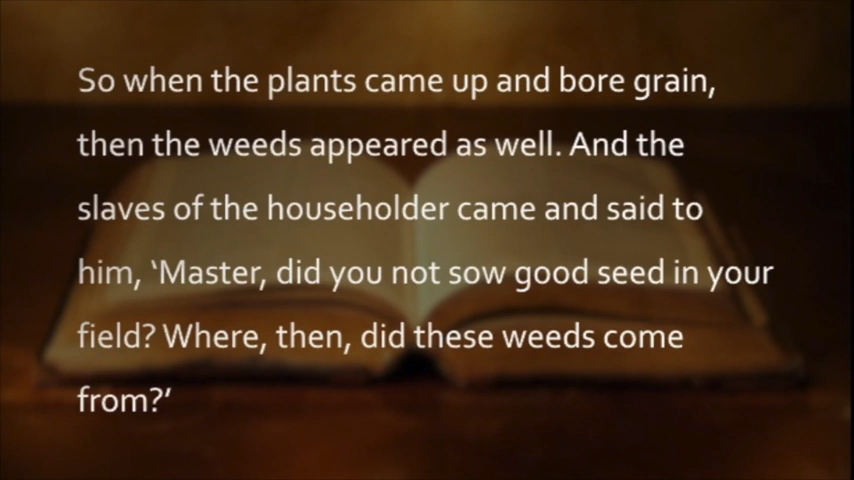 So when the plants came up and bore grain,
then the weeds appeared as well. And the
slaves of the householder came and said to
him, ‘Master, did you not sow good seed in your
field? Where, then, did these weeds come
from?’